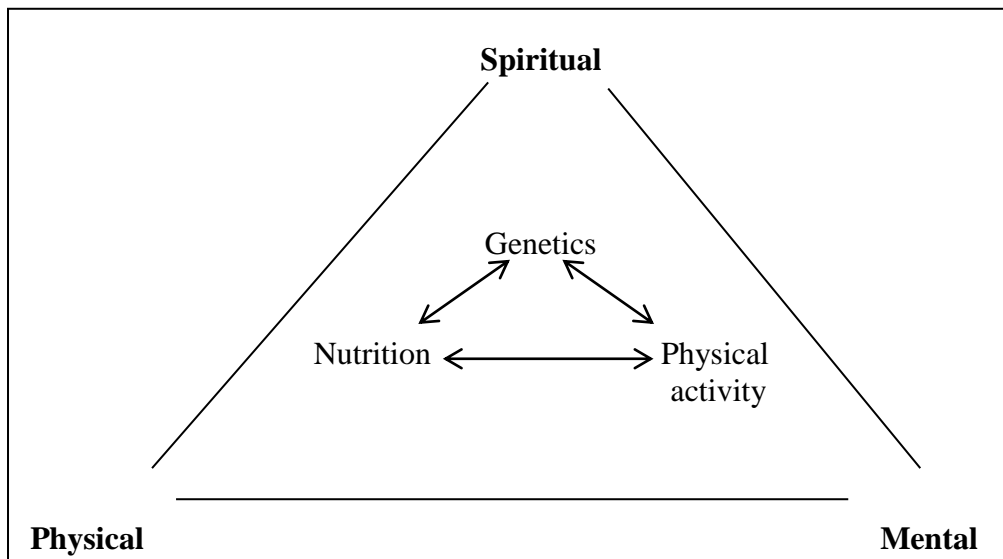 Spiritual
Genetics
Nutrition
Physical
activity
Physical
Mental